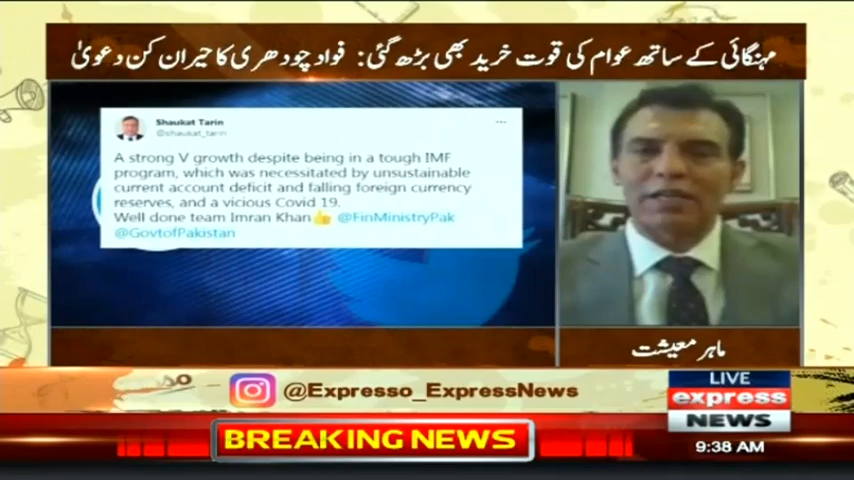 مہنگائی کے ساتھ عوام کی قوت خرید بھی بڑھ گئی: فواد چودھری کا حیران کن دعویٰ
Shaukat Tarin
@shaukat_tarin
A strong V growth despite being in a tough IMF
program, which was necessitated by unsustainable
current account deficit and falling foreign currency
reserves, and a vicious Covid 19.
Well done team Imran Khan👍 @FinMinistryPak
@GovtofPakistan
ماہر معیشت
@Expresso_ExpressNews
LIVE
express
NEWS
BREAKING NEWS
9:38 AM